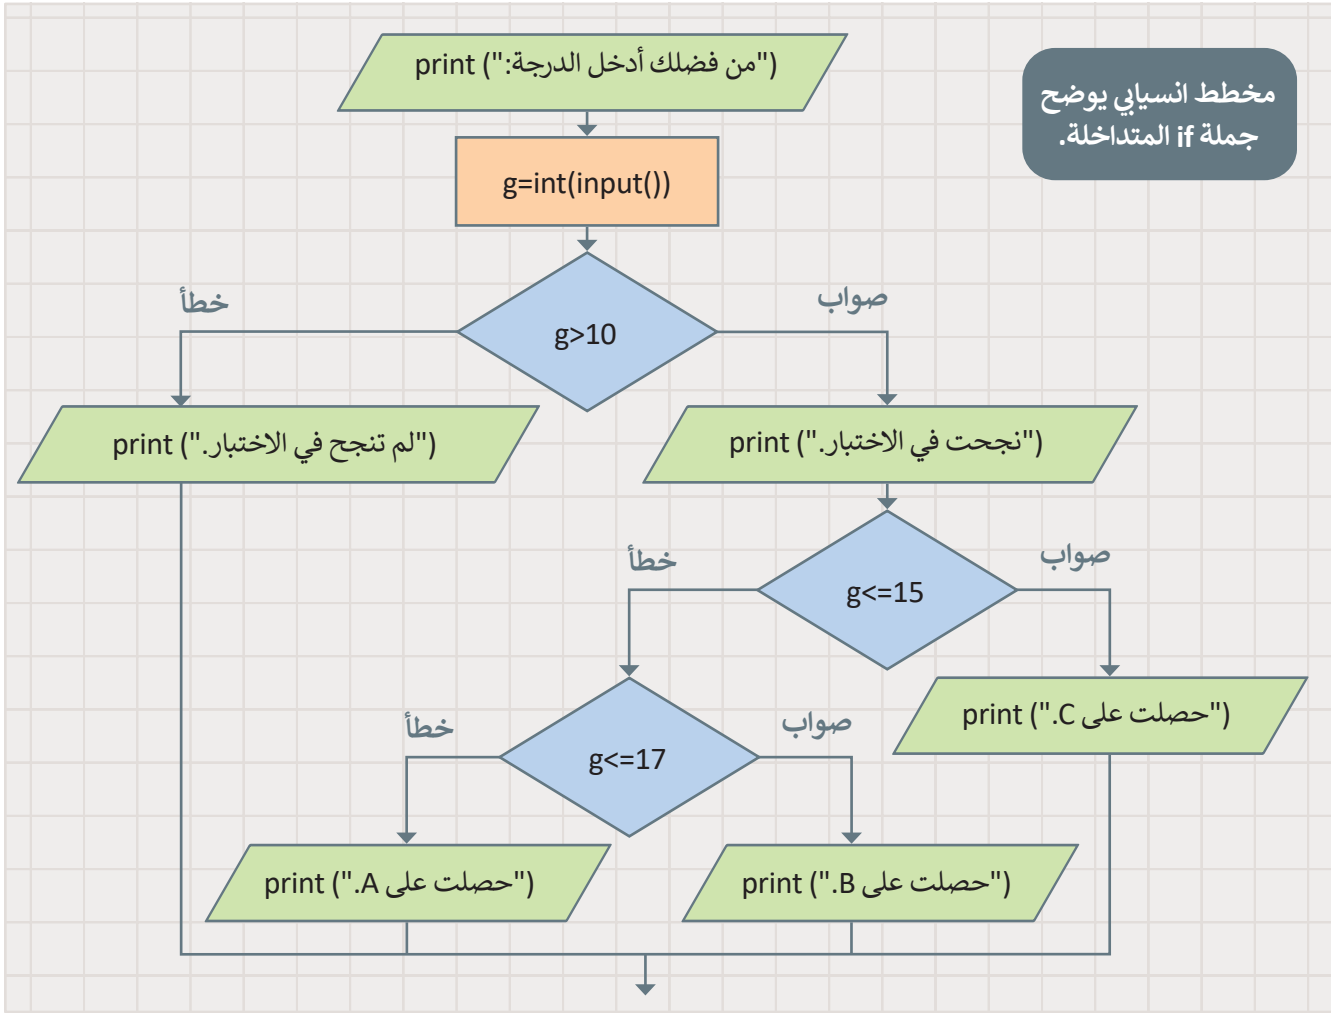 مخطط انسيابي يوضح
جملة if المتداخلة.
print ("من فضلك أدخل الدرجة:")
g=int(input())
g>10
خطأ
صواب
print ("لم تنجح في الاختبار.")
print ("نجحت في الاختبار.")
g<=15
خطأ
صواب
print ("حصلت على C.")
g<=17
خطأ
صواب
print ("حصلت على A.")
print ("حصلت على B.")